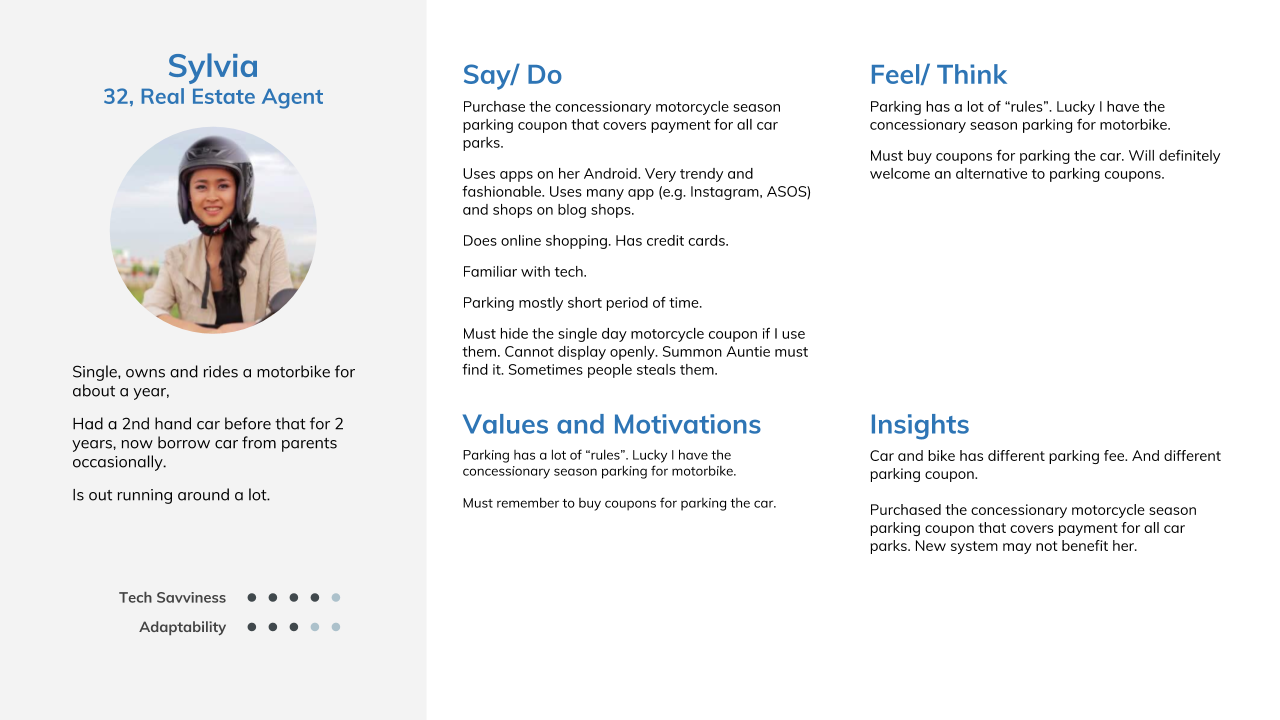 Sylvia
32, Real Estate Agent
Single, owns and rides a motorbike for
about a year,
Had a 2nd hand car before that for 2
years, now borrow car from parents
occasionally.
Is out running around a lot.
Tech Savviness
Adaptability
Say/ Do
Purchase the concessionary motorcycle season
parking coupon that covers payment for all car
parks.
Uses apps on her Android. Very trendy and
fashionable. Uses many app (e.g. Instagram, ASOS)
and shops on blog shops.
Does online shopping. Has credit cards.
Familiar with tech.
Parking mostly short period of time.
Must hide the single day motorcycle coupon if I use
them. Cannot display openly. Summon Auntie must
find it. Sometimes people steals them.
Feel/ Think
Parking has a lot of “rules”. Lucky I have the
concessionary season parking for motorbike.
Must buy coupons for parking the car. Will definitely
welcome an alternative to parking coupons.
Values and Motivations
Parking has a lot of “rules”. Lucky I have the
concessionary season parking for motorbike.
Must remember to buy coupons for parking the car.
Insights
Car and bike has different parking fee. And different
parking coupon.
Purchased the concessionary motorcycle season
parking coupon that covers payment for all car
parks. New system may not benefit her.